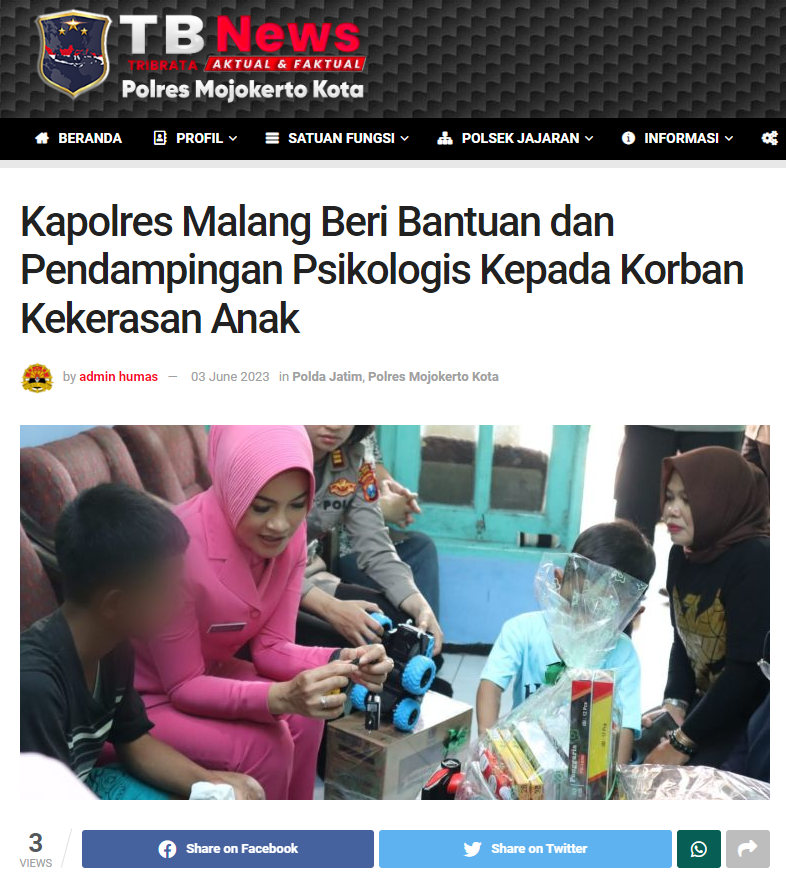 TB News
TRIBRATA AKTUAL & FAKTUAL
Polres Mojokerto Kota
BERANDA PROFIL SATUAN FUNGSI POLSEK JAJARAN INFORMASI
Kapolres Malang Beri Bantuan dan
Pendampingan Psikologis Kepada Korban
Kekerasan Anak
by admin humas — 03 June 2023 in Polda Jatim, Polres Mojokerto Kota
3
VIEWS
Share on Facebook
Share on Twitter